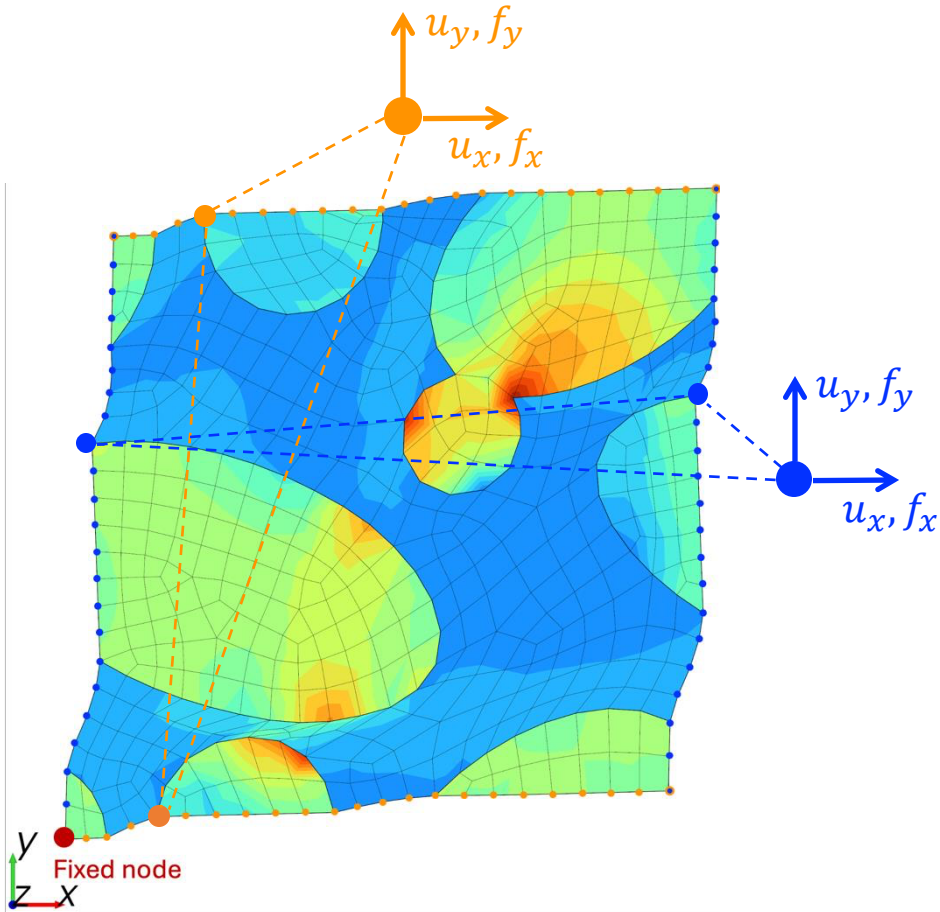 u_y, f_y
u_x, f_x
u_y, f_y
u_x, f_x
y
Fixed node
z x